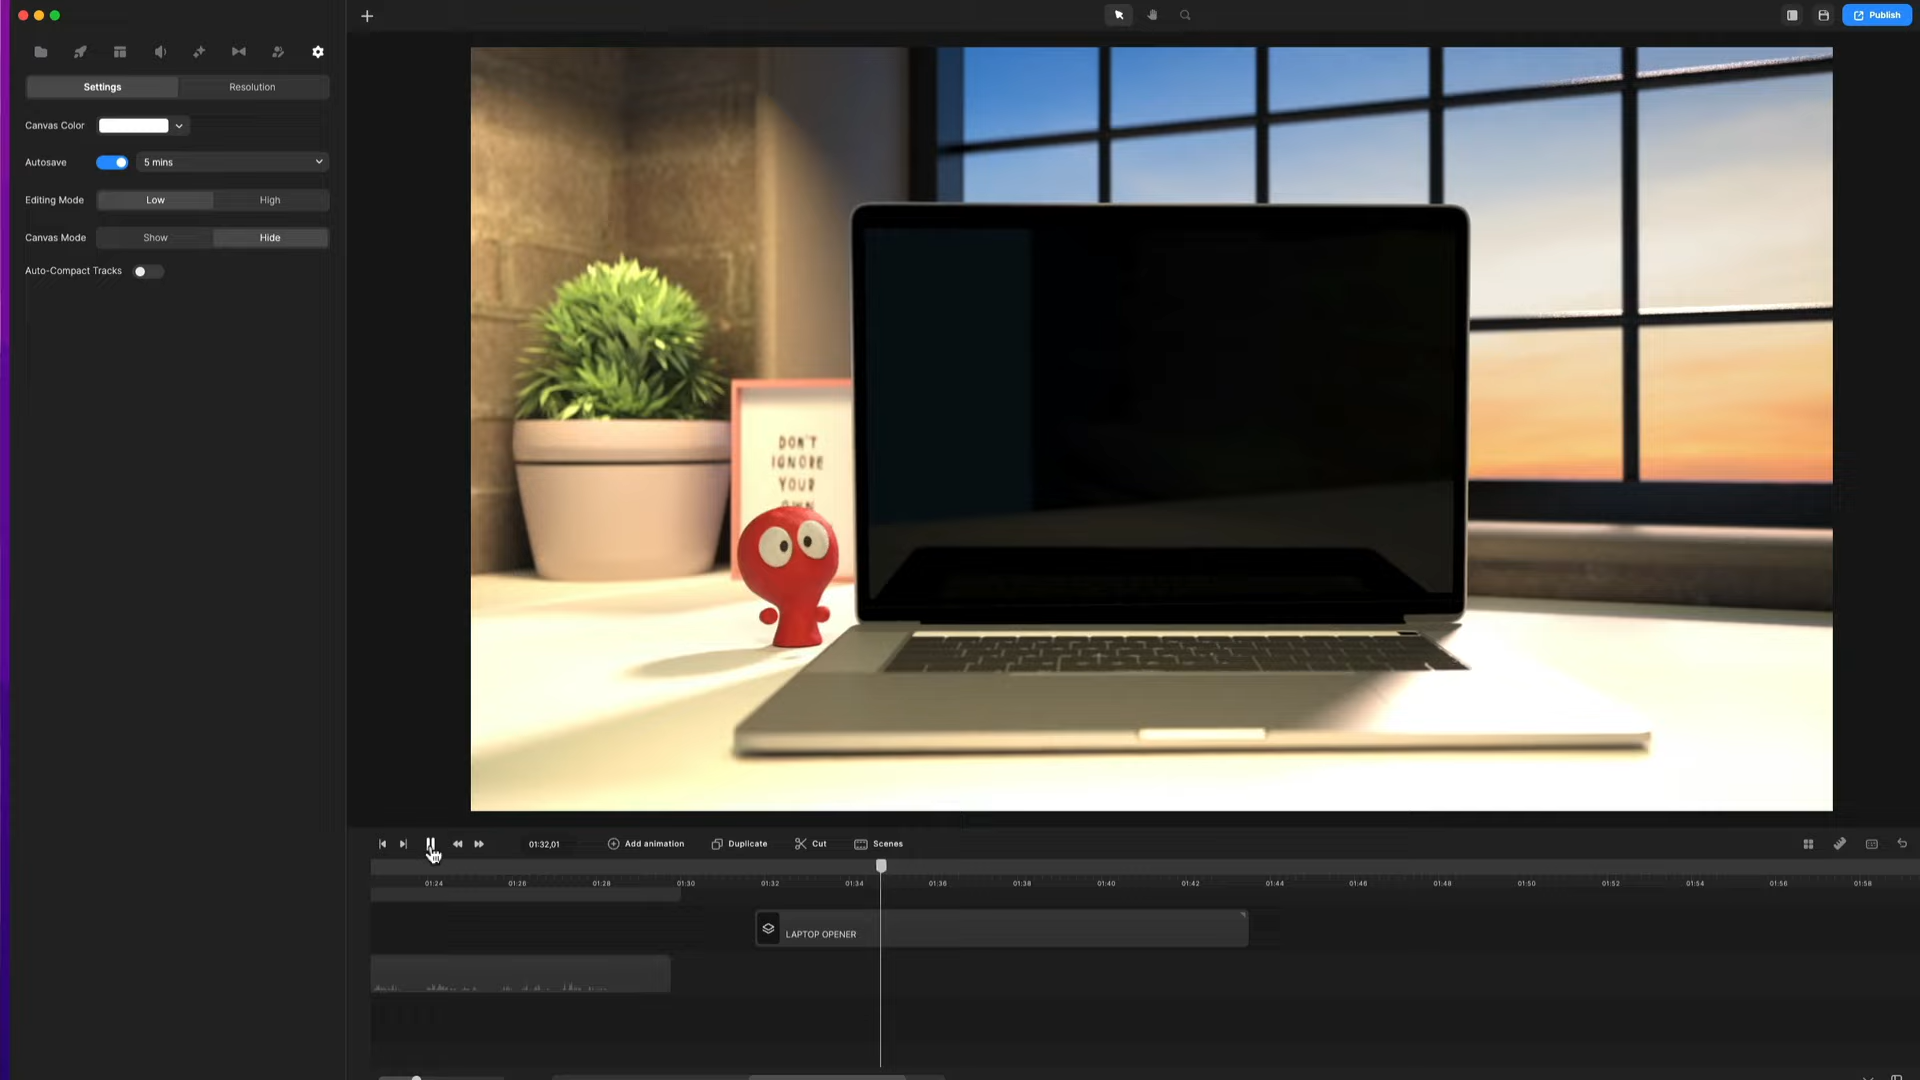 Publish
Settings
Resolution
Canvas Color
Autosave
5 mins
Editing Mode
Low
High
Canvas Mode
Show
Hide
Auto-Compact Tracks
DON'T
IGNORE
YOUR
OWN
01:32,01
Add animation
Duplicate
Cut
Scenes
01:24
01:26
01:28
01:30
01:32
01:34
01:36
01:38
01:40
01:42
01:44
01:46
01:48
01:50
01:52
01:54
01:56
01:58
LAPTOP OPENER